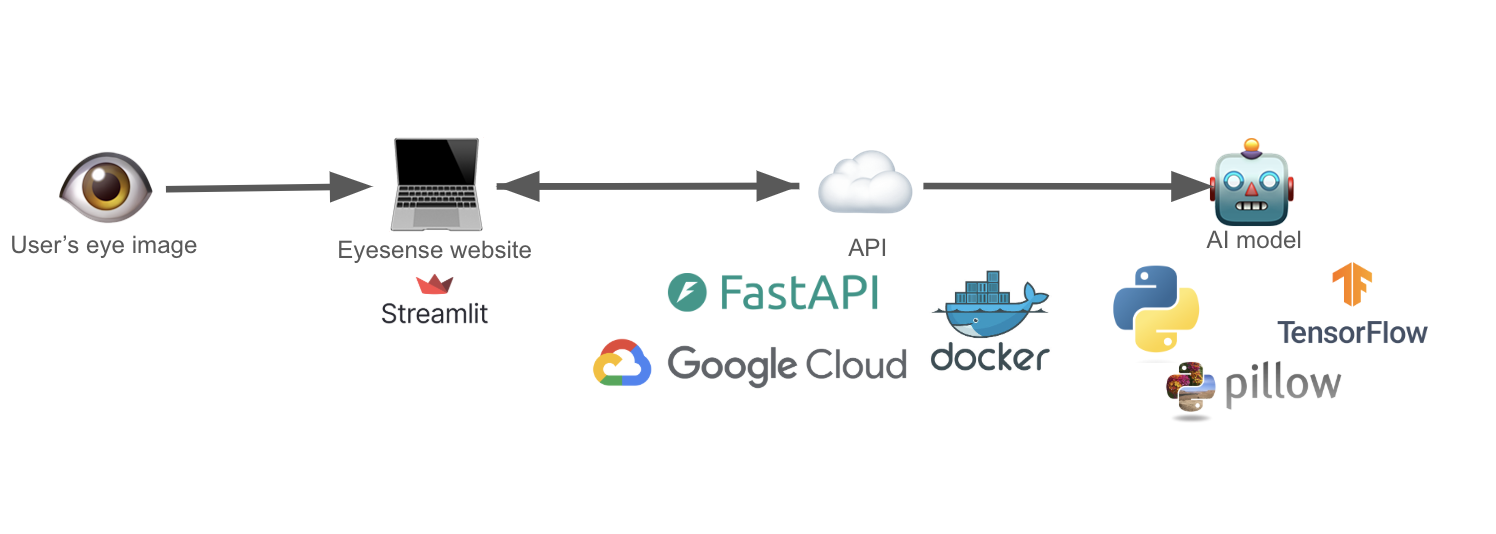 User's eye image
Eyesense website
API
AI model
Streamlit
FastAPI
Google Cloud
docker
TensorFlow
pillow